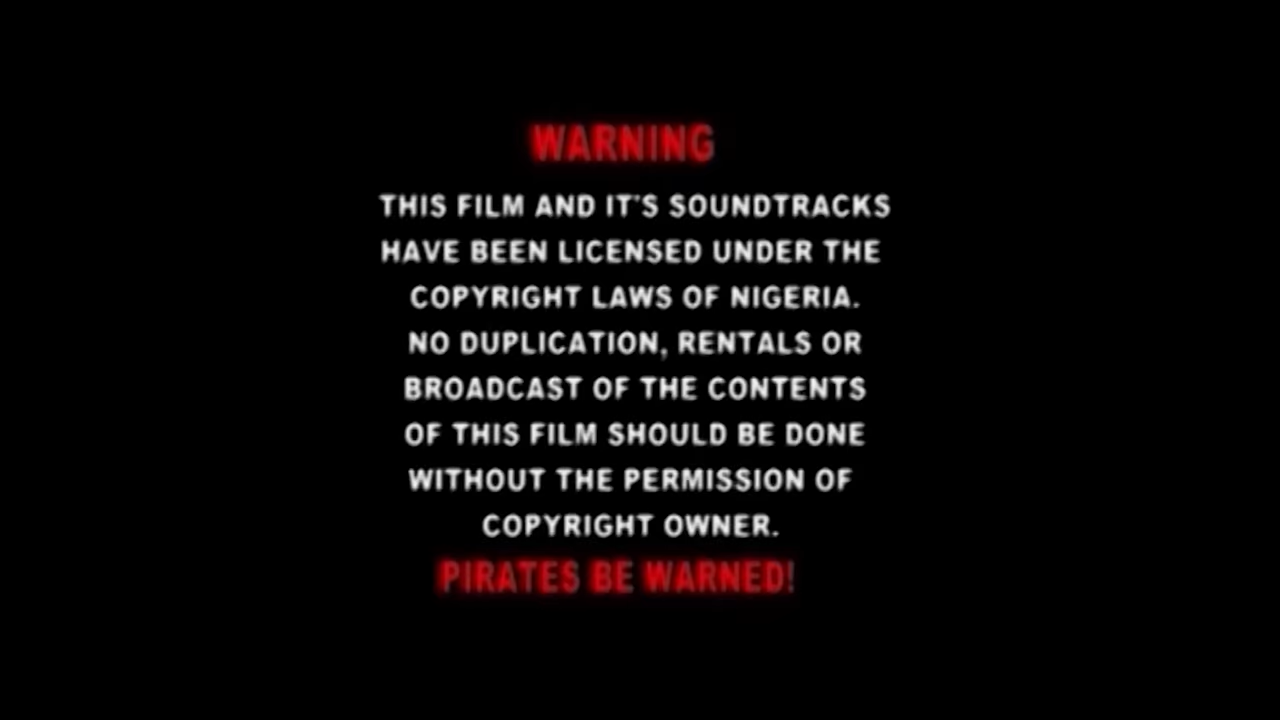 WARNING
THIS FILM AND IT'S SOUNDTRACKS
HAVE BEEN LICENSED UNDER THE
COPYRIGHT LAWS OF NIGERIA.
NO DUPLICATION, RENTALS OR
BROADCAST OF THE CONTENTS
OF THIS FILM SHOULD BE DONE
WITHOUT THE PERMISSION OF
COPYRIGHT OWNER.
PIRATES BE WARNED!